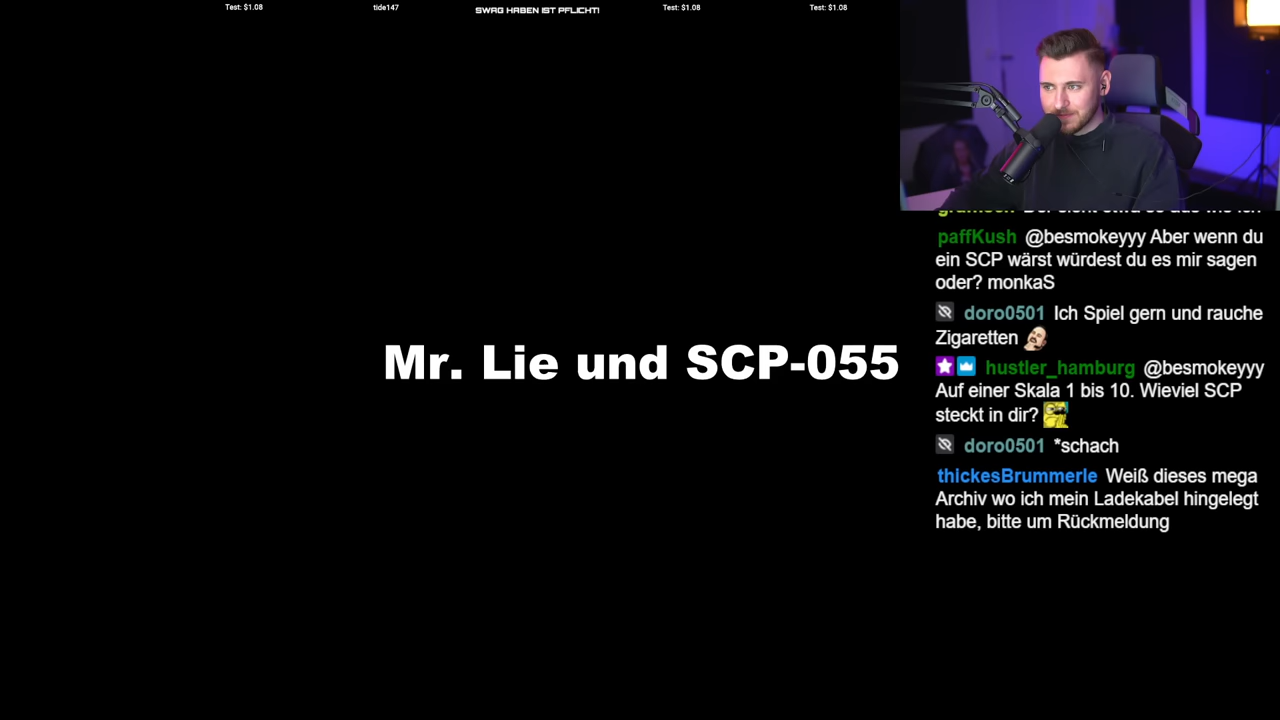 Test: $1.08
tide147
SWAG HABEN IST PFLICHT!
Test: $1.08
Test: $1.08
paffKush @besmokeyyy Aber wenn du
ein SCP wärst würdest du es mir sagen
oder? monkaS
doro0501 Ich Spiel gern und rauche
Zigaretten
Mr. Lie und SCP-055
hustler_hamburg @besmokeyyy
Auf einer Skala 1 bis 10. Wieviel SCP
steckt in dir?
doro0501 *schach
thickesBrummerle Weiß dieses mega
Archiv wo ich mein Ladekabel hingelegt
habe, bitte um Rückmeldung